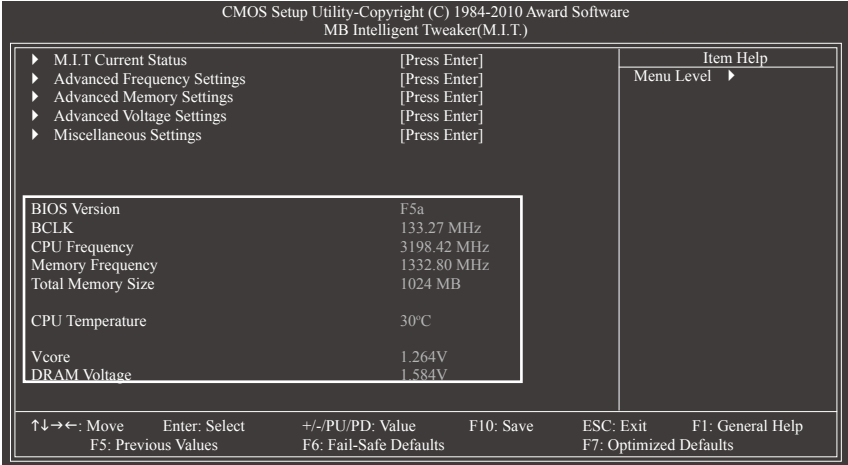 CMOS Setup Utility-Copyright (C) 1984-2010 Award Software
MB Intelligent Tweaker(M.I.T.)
M.I.T Current Status [Press Enter]
Advanced Frequency Settings [Press Enter]
Advanced Memory Settings [Press Enter]
Advanced Voltage Settings [Press Enter]
Miscellaneous Settings [Press Enter]
Item Help
Menu Level
BIOS Version F5a
BCLK 133.27 MHz
CPU Frequency 3198.42 MHz
Memory Frequency 1332.80 MHz
Total Memory Size 1024 MB
CPU Temperature 30°C
Vcore 1.264V
DRAM Voltage 1.584V
↑↓→←: Move Enter: Select +/-/PU/PD: Value F10: Save ESC: Exit F1: General Help
F5: Previous Values F6: Fail-Safe Defaults F7: Optimized Defaults